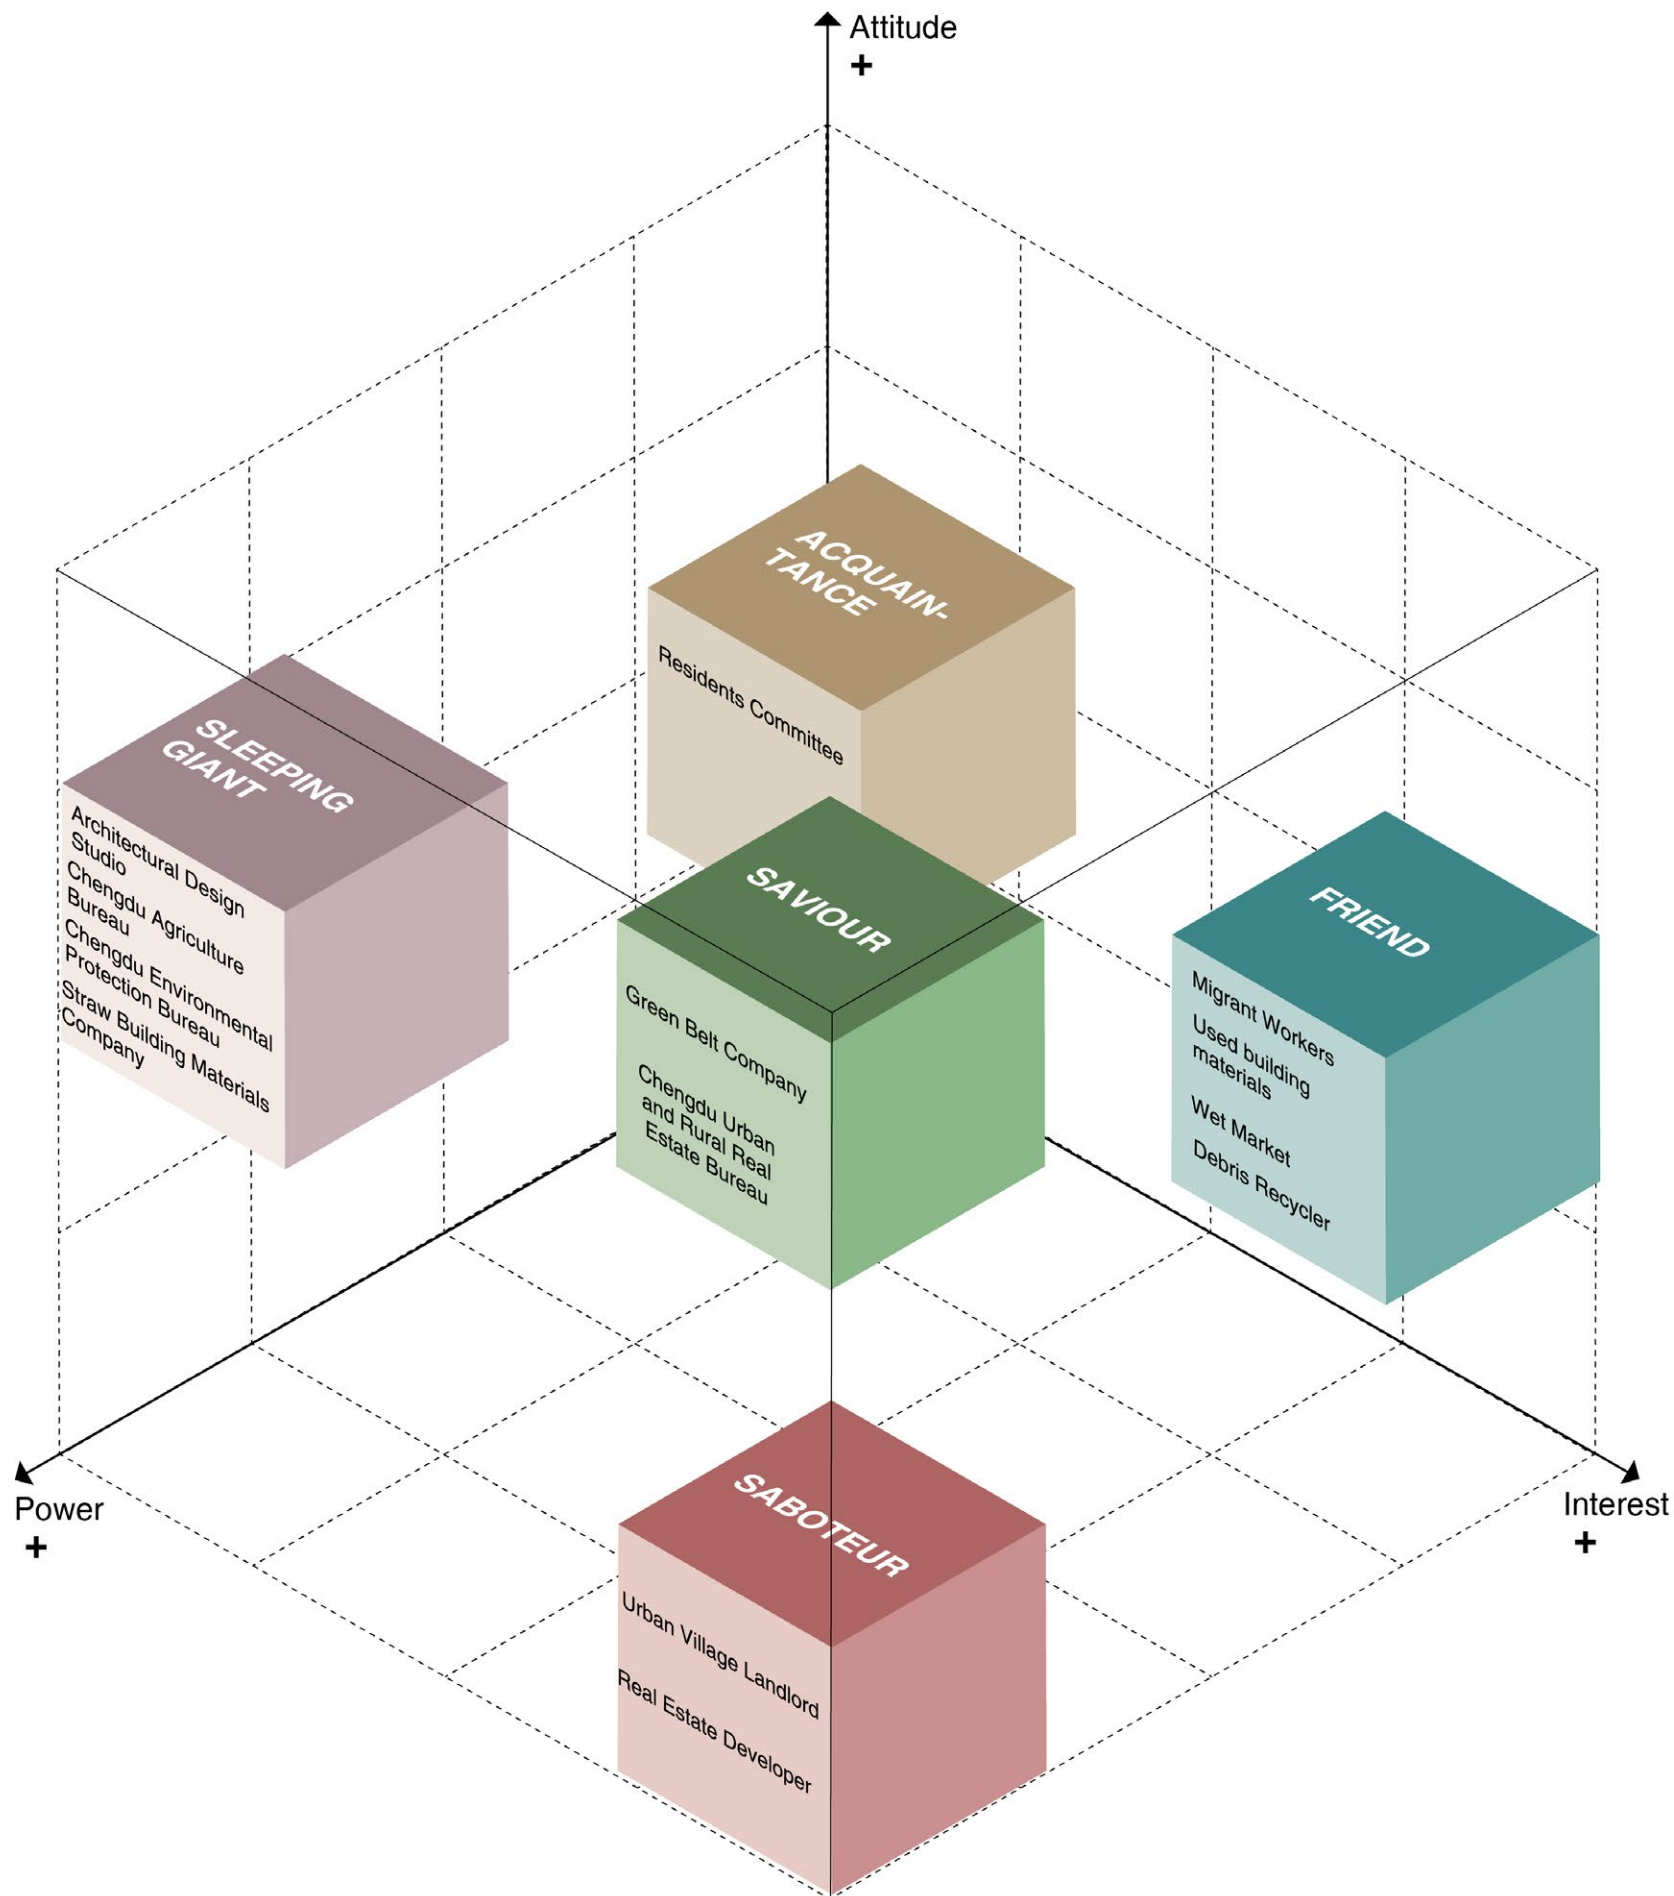 Attitude
+
ACQUAIN-
TANCE
Residents Committee
SLEEPING
GIANT
Architectural Design
Studio
Chengdu Agriculture
Bureau
Chengdu Environmental
Protection Bureau
Straw Building Materials
Company
SAVIOUR
Green Belt Company
Chengdu Urban
and Rural Real
Estate Bureau
FRIEND
Migrant Workers
Used building
materials
Wet Market
Debris Recycler
Power
+
Interest
+
SABOTEUR
Urban Village Landlord
Real Estate Developer